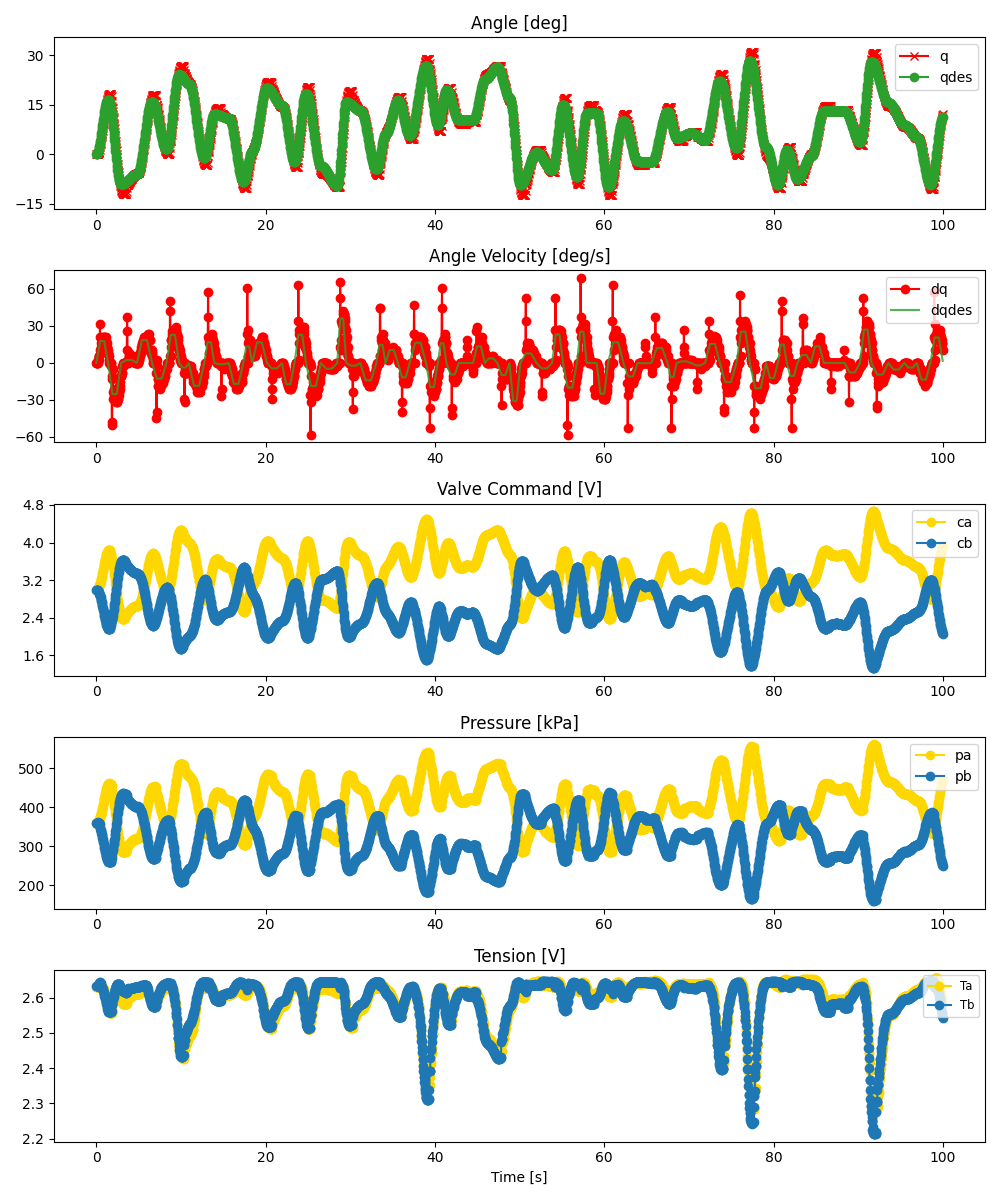 Angle [deg]
30
15
0
−15
q
qdes
0 20 40 60 80 100
Angle Velocity [deg/s]
60
30
0
−30
−60
dq
dqdes
0 20 40 60 80 100
Valve Command [V]
4.8
4.0
3.2
2.4
1.6
ca
cb
0 20 40 60 80 100
Pressure [kPa]
500
400
300
200
pa
pb
0 20 40 60 80 100
Tension [V]
2.6
2.5
2.4
2.3
2.2
Ta
Tb
0 20 40 60 80 100
Time [s]